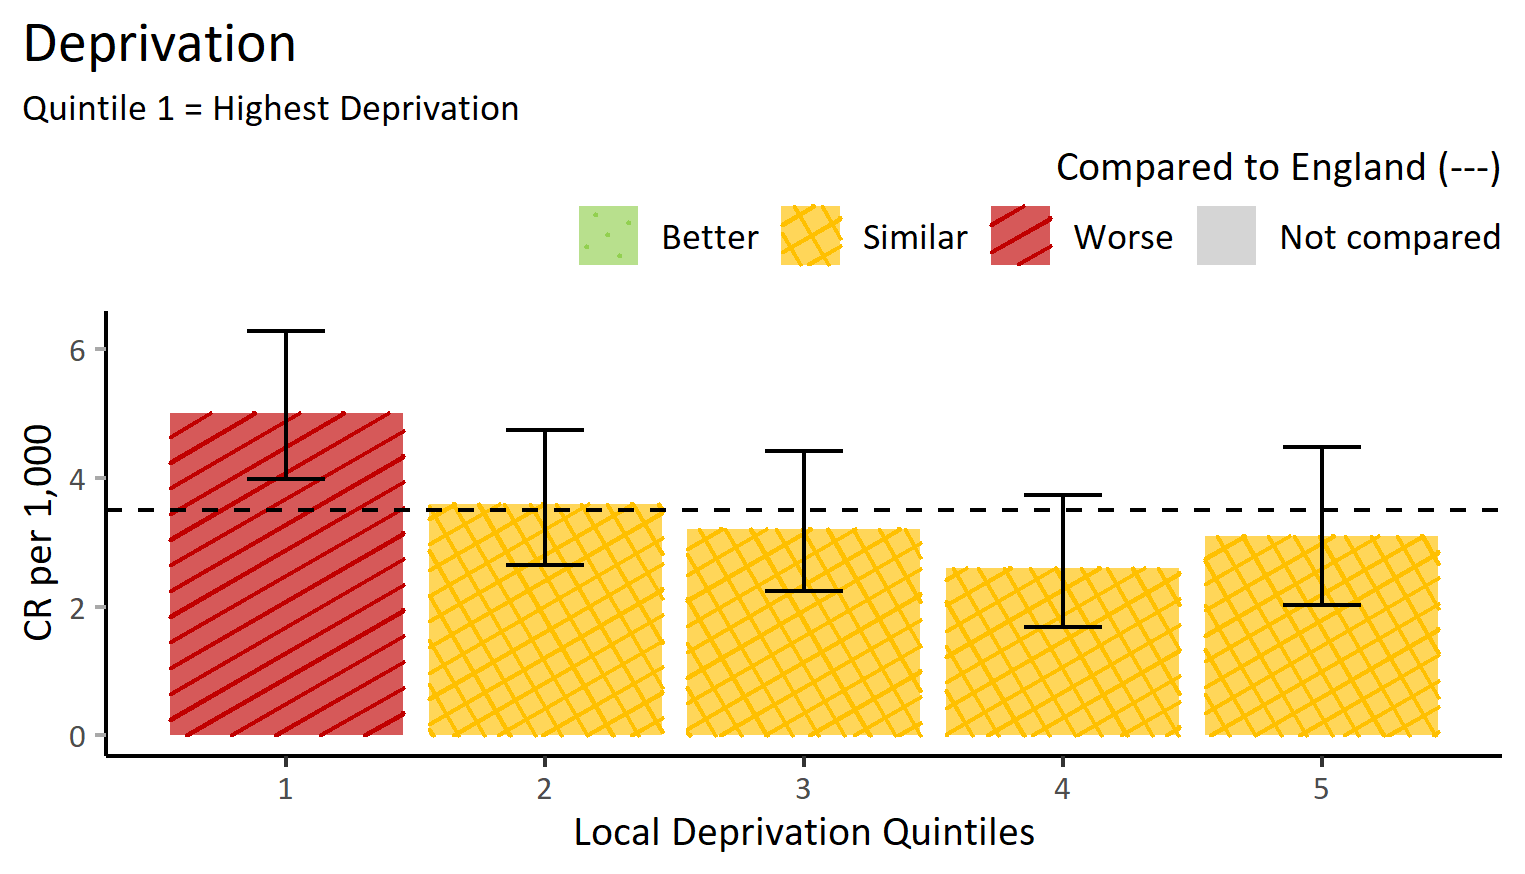 Deprivation
Quintile 1 = Highest Deprivation
Compared to England (---)
Better
Similar
Worse
Not compared
CR per 1,000
6
4
2
0
1
2
3
4
5
Local Deprivation Quintiles